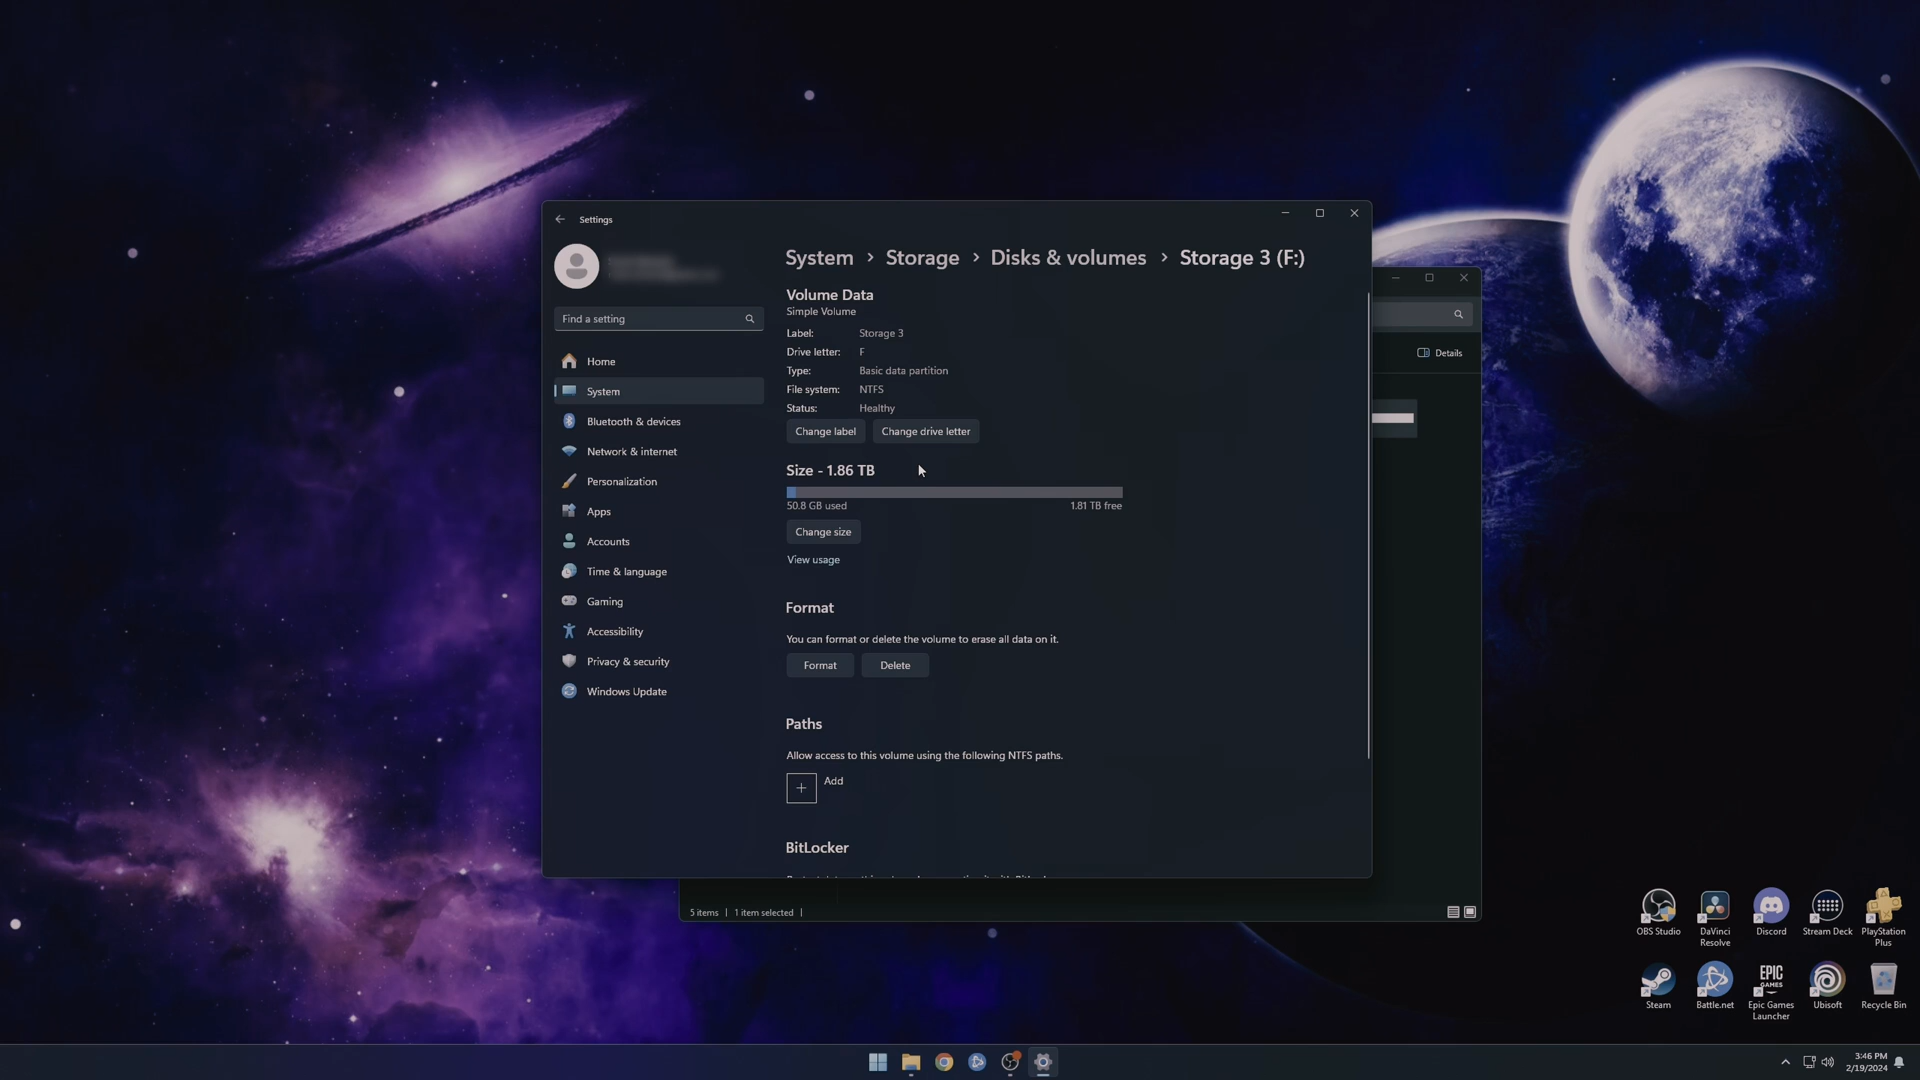 Settings
Find a setting
Home
System
Bluetooth & devices
Network & internet
Personalization
Apps
Accounts
Time & language
Gaming
Accessibility
Privacy & security
Windows Update
System > Storage > Disks & volumes > Storage 3 (F:)
Volume Data
Simple Volume
Label: Storage 3
Drive letter: F
Type: Basic data partition
File system: NTFS
Status: Healthy
Change label Change drive letter
Size - 1.86 TB
50.8 GB used 1.81 TB free
Change size
View usage
Format
You can format or delete the volume to erase all data on it.
Format Delete
Paths
Allow access to this volume using the following NTFS paths.
+ Add
BitLocker
Details
5 items | 1 item selected |
OBS Studio
DaVinci
Resolve
Discord
Stream Deck
PlayStation
Plus
Steam
Battle.net
EPIC
GAMES
Epic Games
Launcher
Ubisoft
Recycle Bin
3:46 PM
2/19/2024